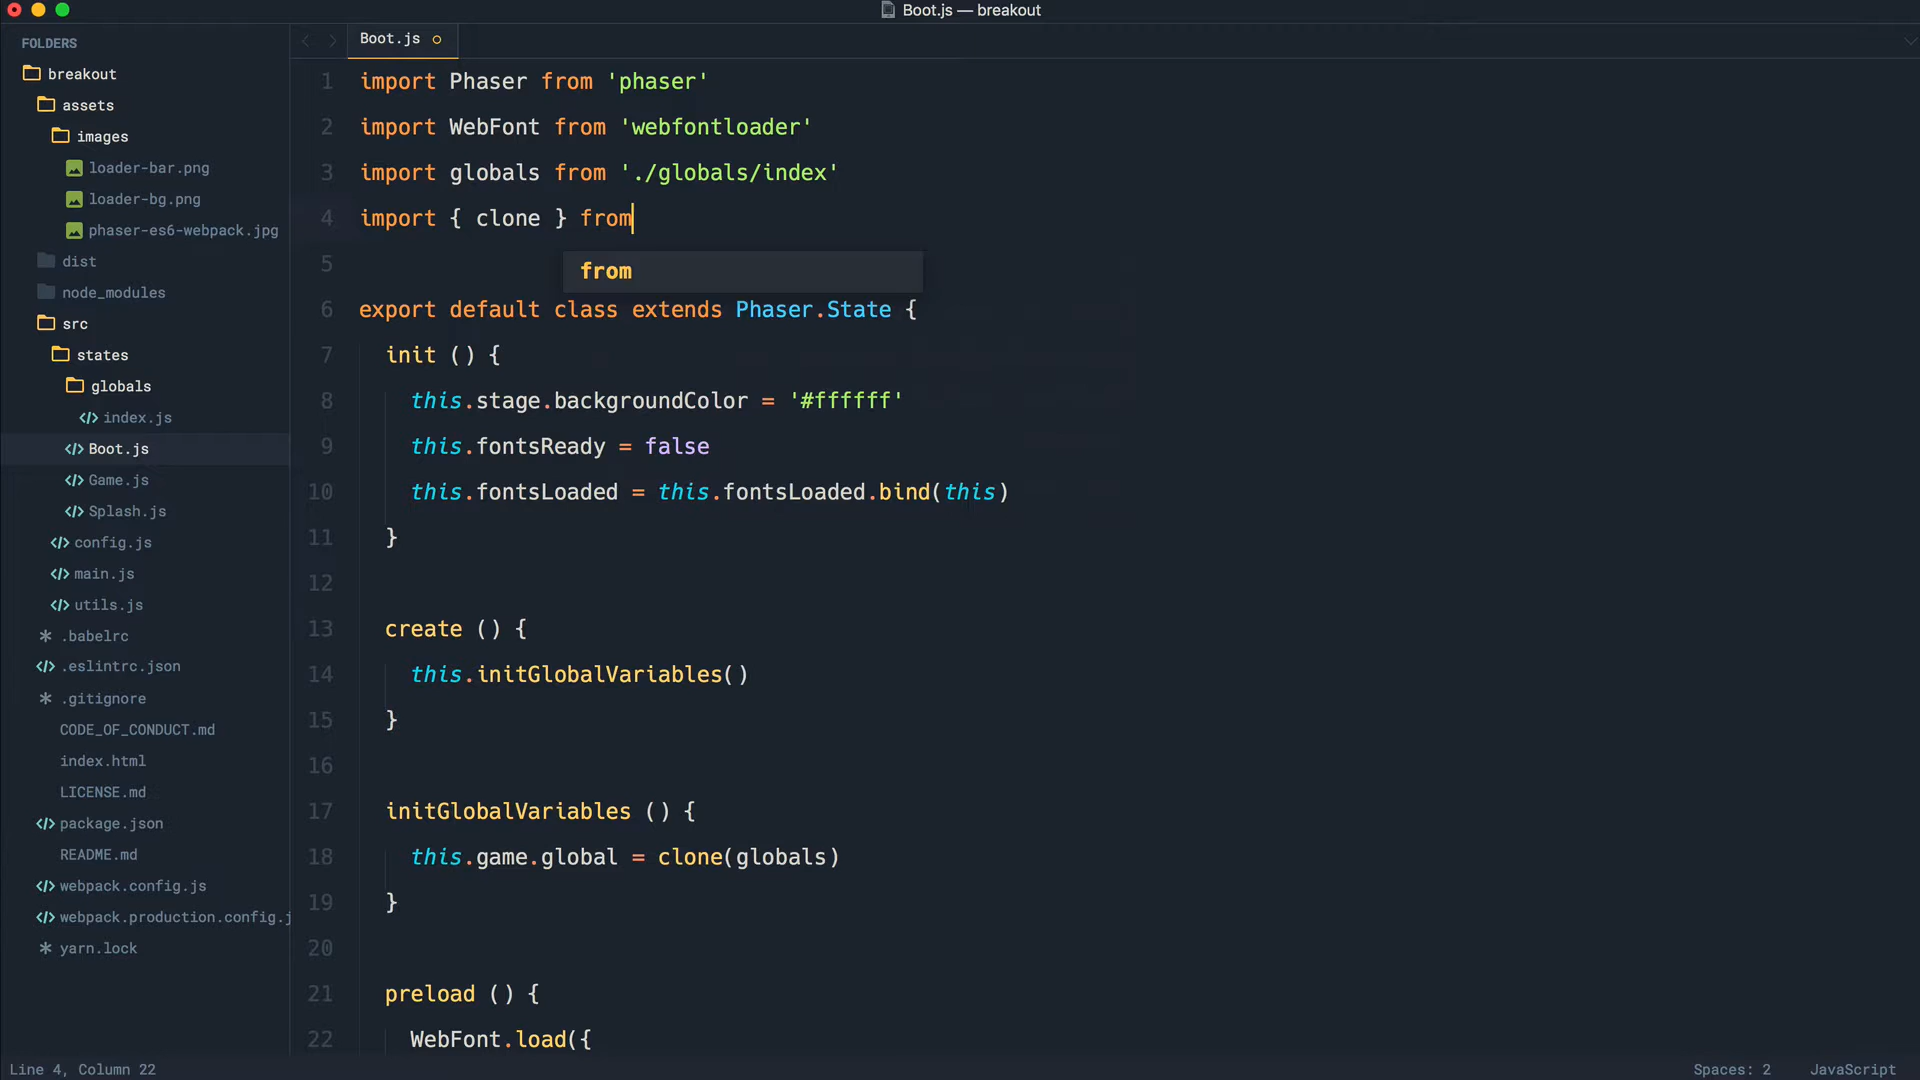 Boot.js — breakout
FOLDERS
breakout
assets
images
loader-bar.png
loader-bg.png
phaser-es6-webpack.jpg
dist
node_modules
src
states
globals
index.js
Boot.js
Game.js
Splash.js
config.js
main.js
utils.js
.babelrc
.eslintrc.json
.gitignore
CODE_OF_CONDUCT.md
index.html
LICENSE.md
package.json
README.md
webpack.config.js
webpack.production.config.j
yarn.lock
Boot.js
1 import Phaser from 'phaser'
2 import WebFont from 'webfontloader'
3 import globals from './globals/index'
4 import { clone } from
5
from
6 export default class extends Phaser.State {
7 init () {
8 this.stage.backgroundColor = '#ffffff'
9 this.fontsReady = false
10 this.fontsLoaded = this.fontsLoaded.bind(this)
11 }
12
13 create () {
14 this.initGlobalVariables()
15 }
16
17 initGlobalVariables () {
18 this.game.global = clone(globals)
19 }
20
21 preload () {
22 WebFont.load({
Line 4, Column 22
Spaces: 2 JavaScript